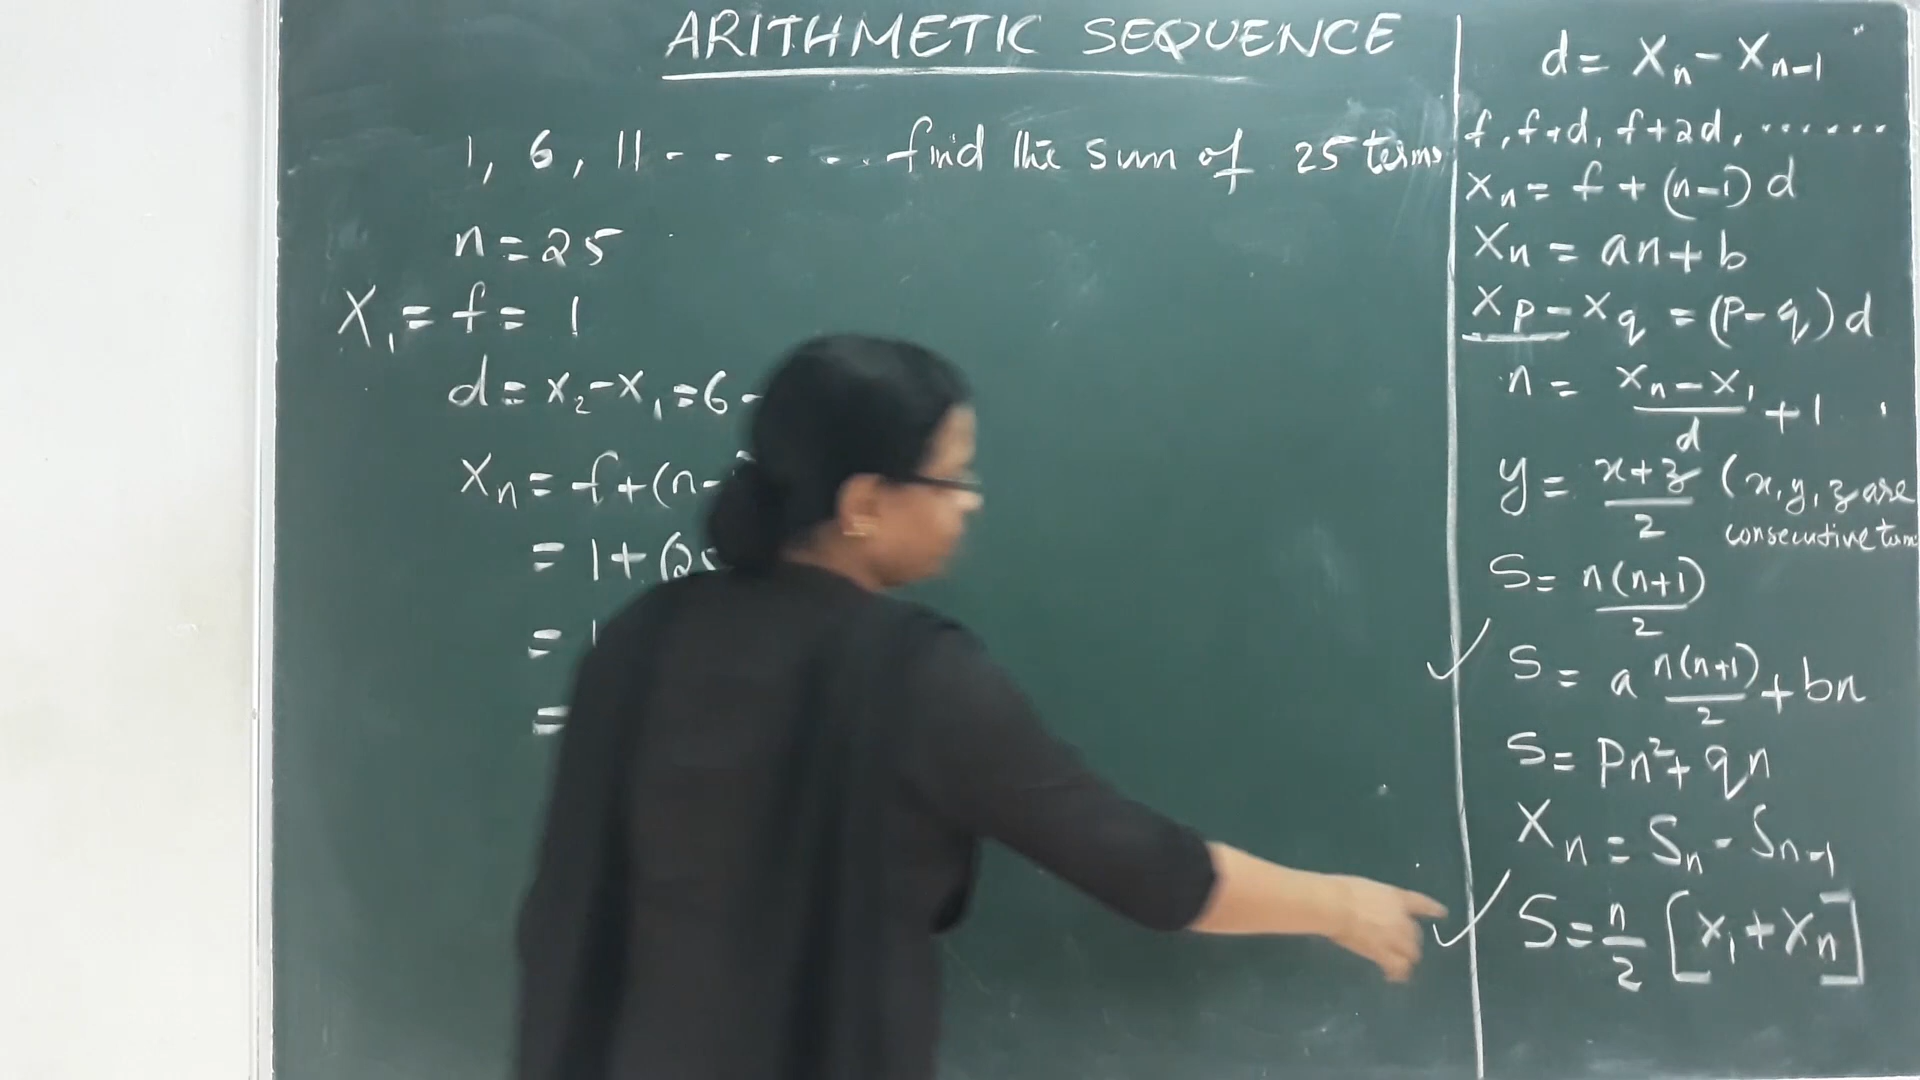 ARITHMETIC SEQUENCE
1, 6, 11 - - - - - . find the sum of 25 terms
n = 25
X₁ = f = 1
d = x₂ - x₁ = 6 -
Xn = f + (n -
= 1 + (2
= 1
=
d = Xn - Xn-1
f, f+d, f+2d, ......
Xn = f + (n-1) d
Xn = an + b
Xp - Xq = (p - q) d
n = (Xn - X₁)/d + 1
y = (x+z)/2 (x, y, z are
consecutive
S = n(n+1)/2
✓ S = a n(n+1)/2 + bn
S = Pn² + qn
Xn = Sn - Sn-1
✓ S = n/2 [X₁ + Xn]